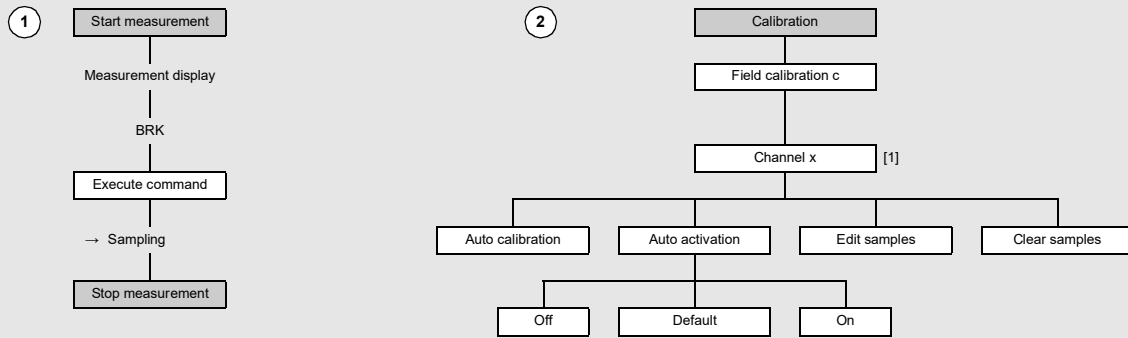 1
Start measurement
Measurement display
BRK
Execute command
→ Sampling
Stop measurement
2
Calibration
Field calibration c
Channel x [1]
Auto calibration Auto activation Edit samples Clear samples
Off Default On